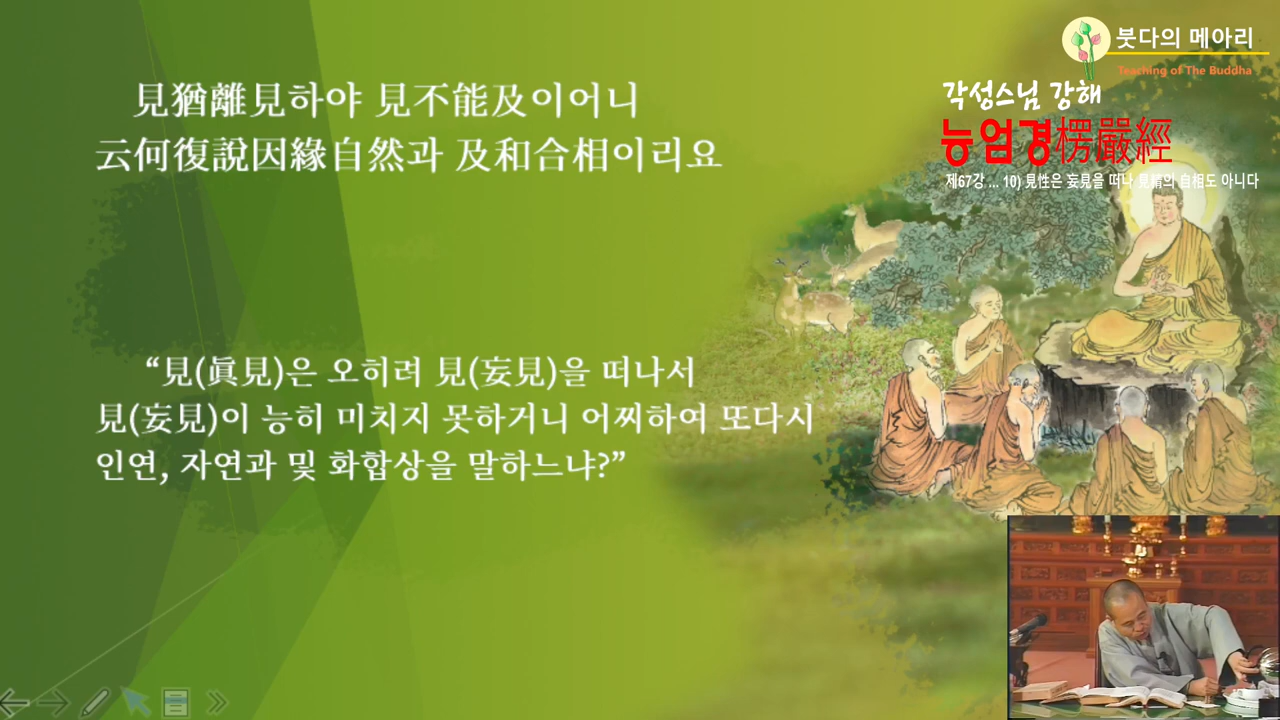 붓다의 메아리
Teaching of The Buddha
각성스님 강해
능엄경楞嚴經
제67강 ... 10) 見性은 妄見을 떠나 見精의 自相도 아니다
見猶離見하야 見不能及이어니
云何復說因緣自然과 及和合相이리요
“見(眞見)은 오히려 見(妄見)을 떠나서
見(妄見)이 능히 미치지 못하거니 어찌하여 또다시
인연, 자연과 및 화합상을 말하느냐?”